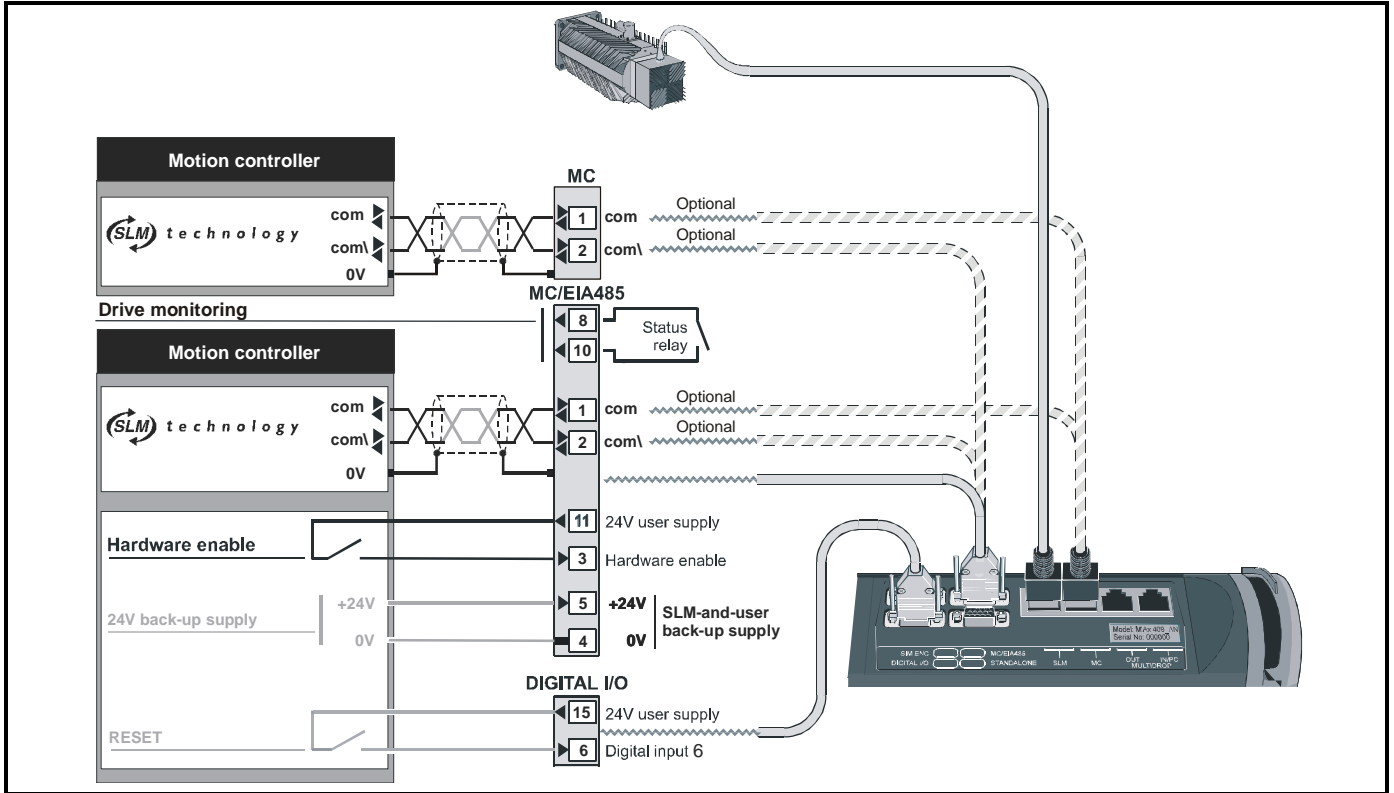 Motion controller
SLM technology
com
com\
0V
MC
1 com
2 com\
Optional
Optional
Drive monitoring
MC/EIA485
8
10
Status
relay
Motion controller
SLM technology
com
com\
0V
1 com
2 com\
Optional
Optional
Hardware enable
11 24V user supply
3 Hardware enable
24V back-up supply
+24V
0V
5 +24V
4 0V
SLM-and-user
back-up supply
DIGITAL I/O
RESET
15 24V user supply
6 Digital input 6
Serial No: 000000
SIM ENC
MC/EIA485
DIGITAL I/O
STANDALONE
SLM
MC
OUT
IN/PC
MULTIDROP